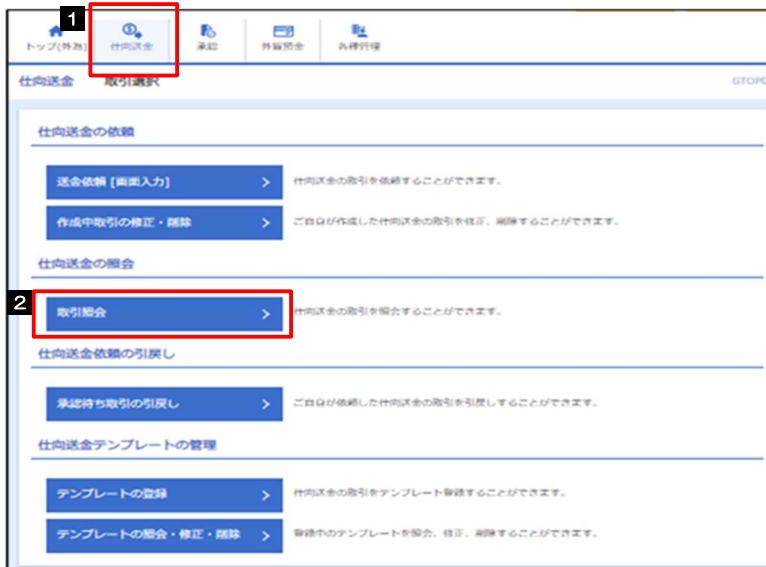 1
トップ(外為) 仕向送金 承認 外貨預金 各種管理
仕向送金 取引選択 GTOP0
仕向送金の依頼
送金依頼 [画面入力] > 仕向送金の取引を依頼することができます。
作成中取引の修正・削除 > ご自身が作成した仕向送金の取引を修正、削除することができます。
仕向送金の照会
2
取引照会 > 仕向送金の取引を照会することができます。
仕向送金依頼の引戻し
承認待ち取引の引戻し > ご自身が依頼した仕向送金の取引を引戻しすることができます。
仕向送金テンプレートの管理
テンプレートの登録 > 仕向送金の取引をテンプレート登録することができます。
テンプレートの照会・修正・削除 > 登録中のテンプレートを照会、修正、削除することができます。